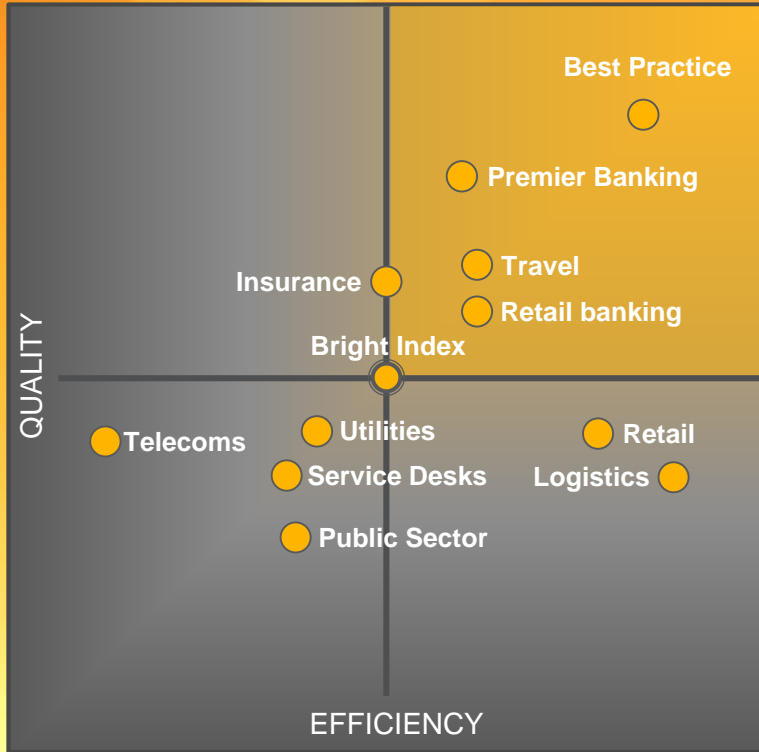 Best Practice
Premier Banking
Travel
Insurance
Retail banking
Bright Index
QUALITY
Utilities
Retail
Telecoms
Service Desks
Logistics
Public Sector
EFFICIENCY